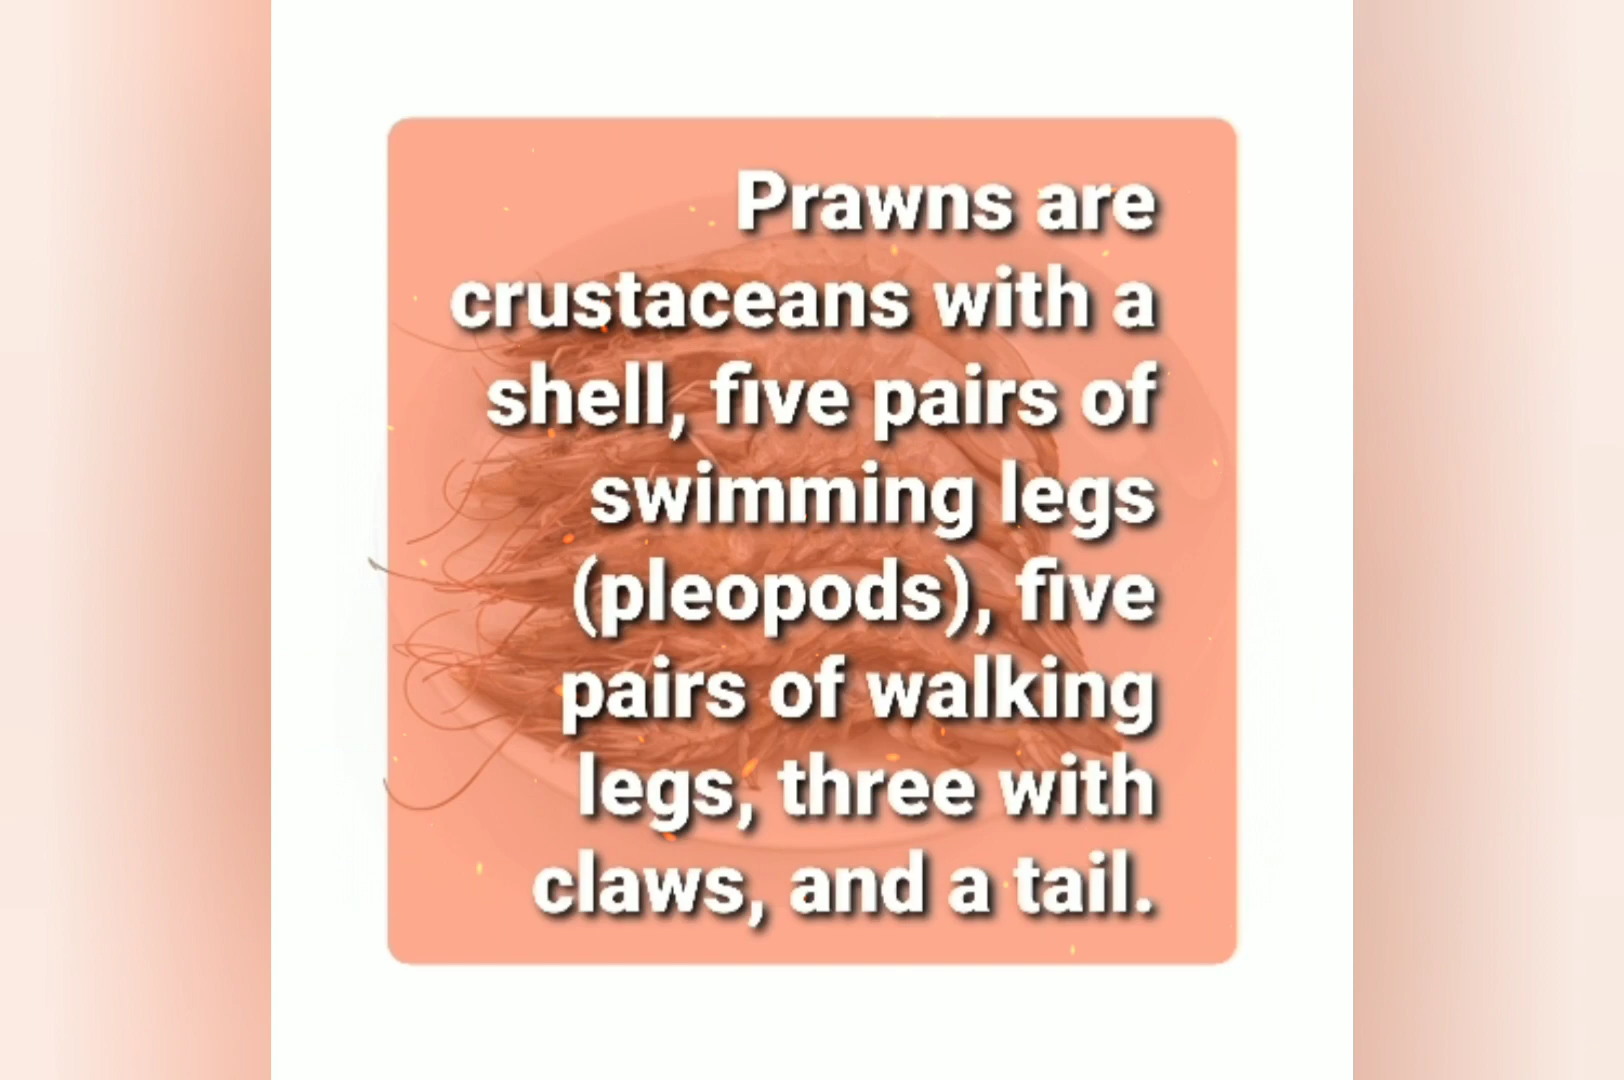 Prawns are
crustaceans with a
shell, five pairs of
swimming legs
(pleopods), five
pairs of walking
legs, three with
claws, and a tail.